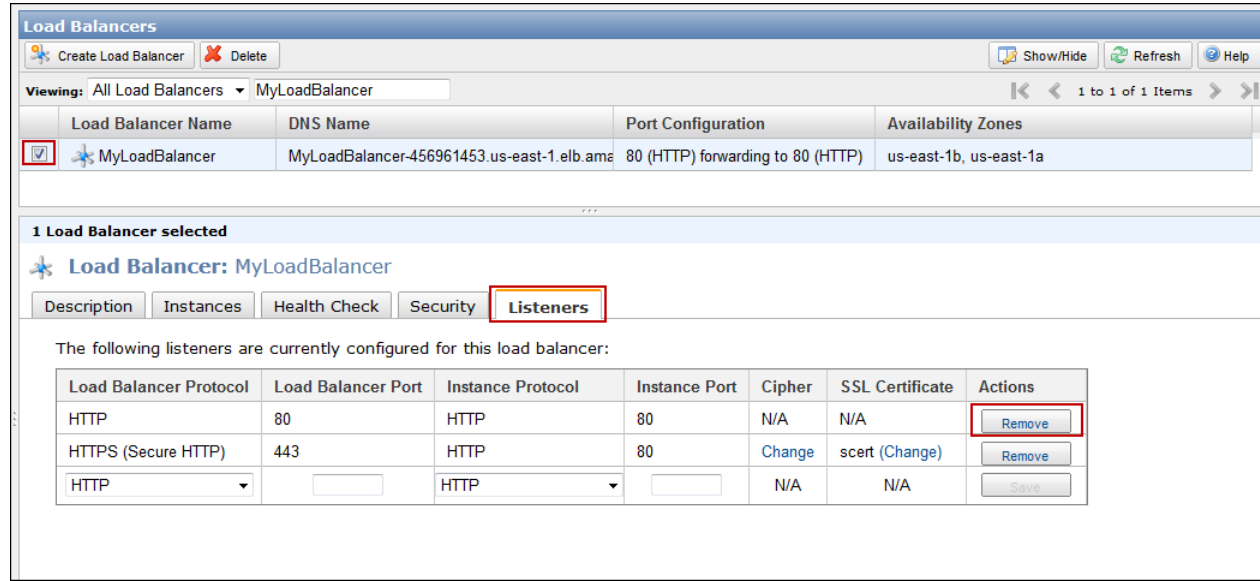 Load Balancers
Create Load Balancer Delete Show/Hide Refresh Help
Viewing: All Load Balancers MyLoadBalancer 1 to 1 of 1 Items
Load Balancer Name DNS Name Port Configuration Availability Zones
MyLoadBalancer MyLoadBalancer-456961453.us-east-1.elb.ama 80 (HTTP) forwarding to 80 (HTTP) us-east-1b, us-east-1a
1 Load Balancer selected
Load Balancer: MyLoadBalancer
Description Instances Health Check Security Listeners
The following listeners are currently configured for this load balancer:
Load Balancer Protocol Load Balancer Port Instance Protocol Instance Port Cipher SSL Certificate Actions
HTTP 80 HTTP 80 N/A N/A Remove
HTTPS (Secure HTTP) 443 HTTP 80 Change scert (Change) Remove
HTTP HTTP N/A N/A Save